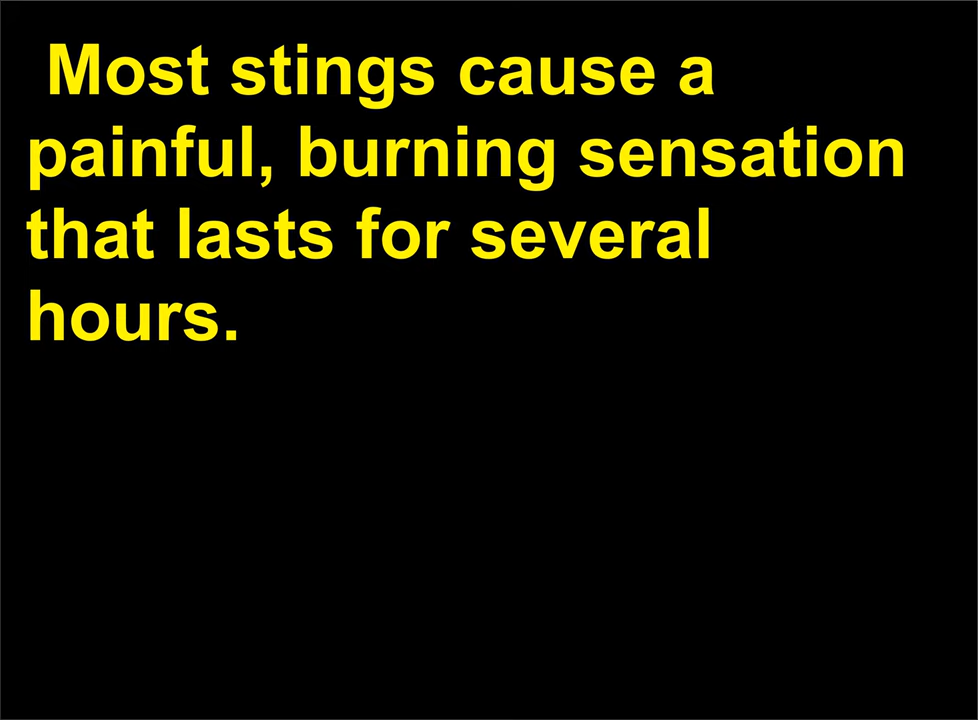 Most stings cause a
painful, burning sensation
that lasts for several
hours.